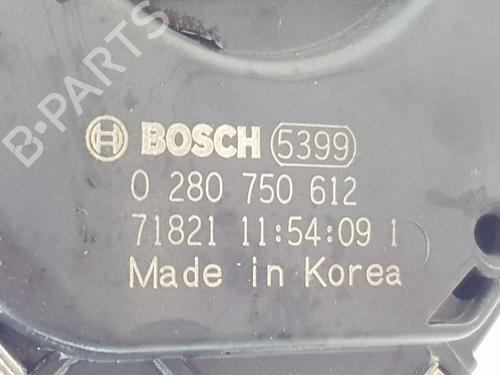 B-PARTS
BOSCH 5399
0 280 750 612
71821 11:54:09 1
Made in Korea